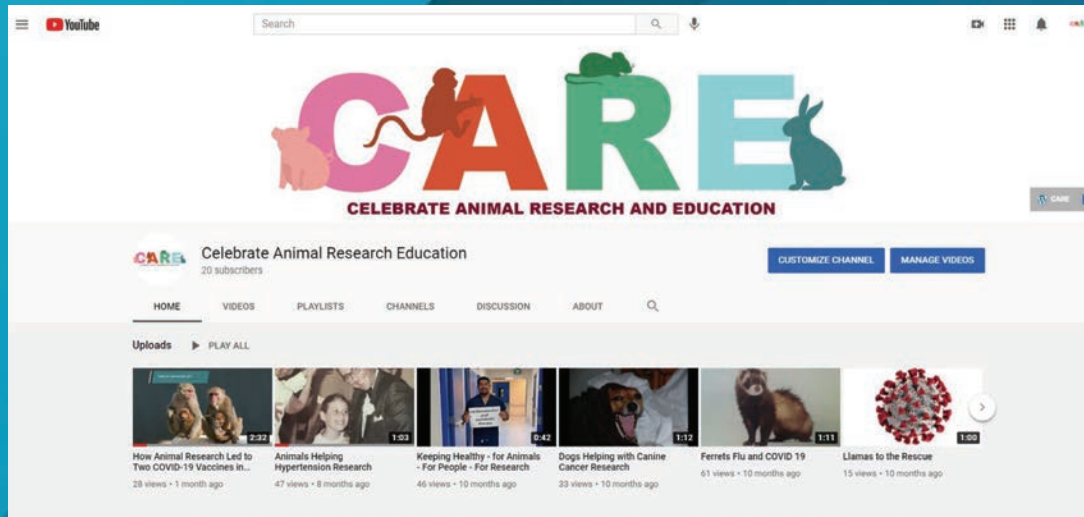 YouTube
Search
CARE
CELEBRATE ANIMAL RESEARCH AND EDUCATION
CARE
CARE
Celebrate Animal Research Education
20 subscribers
CUSTOMIZE CHANNEL
MANAGE VIDEOS
HOME
VIDEOS
PLAYLISTS
CHANNELS
DISCUSSION
ABOUT
Uploads
PLAY ALL
2:32
1:03
0:42
1:12
1:11
1:00
How Animal Research Led to
Two COVID-19 Vaccines in...
28 views • 1 month ago
Animals Helping
Hypertension Research
47 views • 8 months ago
Keeping Healthy - for Animals
- For People - For Research
46 views • 10 months ago
Dogs Helping with Canine
Cancer Research
33 views • 10 months ago
Ferrets Flu and COVID 19
61 views • 10 months ago
Llamas to the Rescue
15 views • 10 months ago